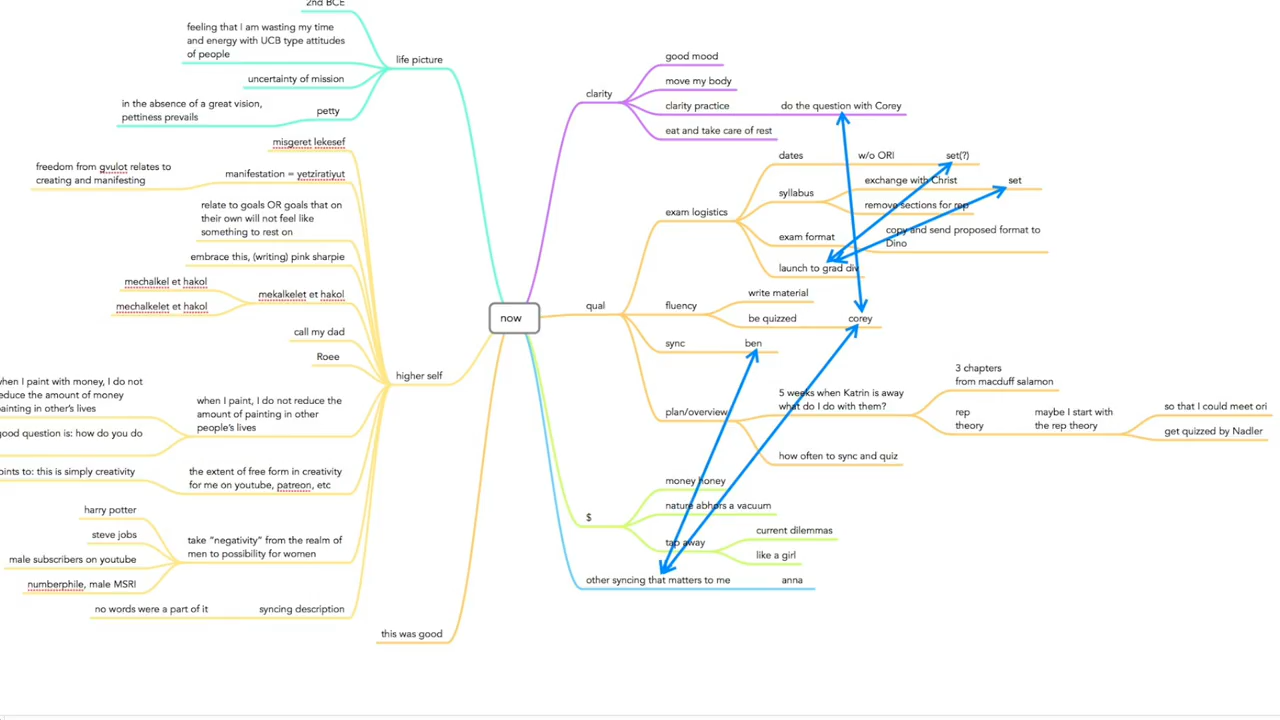 now
2nd BCE
feeling that I am wasting my time
and energy with UCB type attitudes
of people
life picture
uncertainty of mission
in the absence of a great vision,
pettiness prevails
petty
misgeret lekesef
freedom from gvulot relates to
creating and manifesting
manifestation = yetziratiyut
relate to goals OR goals that on
their own will not feel like
something to rest on
embrace this, (writing) pink sharpie
mechalkel et hakol
mechalkelet et hakol
mekalkelet et hakol
call my dad
Roee
higher self
when I paint with money, I do not
reduce the amount of money
painting in other's lives
good question is: how do you do
when I paint, I do not reduce the
amount of painting in other
people's lives
points to: this is simply creativity
the extent of free form in creativity
for me on youtube, patreon, etc
harry potter
steve jobs
male subscribers on youtube
numberphile, male MSRI
take "negativity" from the realm of
men to possibility for women
no words were a part of it
syncing description
this was good
clarity
good mood
move my body
clarity practice
do the question with Corey
eat and take care of rest
qual
exam logistics
dates
w/o ORI
set(?)
syllabus
exchange with Christ
set
remove sections for rep
exam format
copy and send proposed format to
Dino
launch to grad div
fluency
write material
be quizzed
corey
sync
ben
plan/overview
5 weeks when Katrin is away
what do I do with them?
3 chapters
from macduff salamon
rep
theory
maybe I start with
the rep theory
so that I could meet ori
get quizzed by Nadler
how often to sync and quiz
$
money honey
nature abhors a vacuum
tap away
current dilemmas
like a girl
other syncing that matters to me
anna